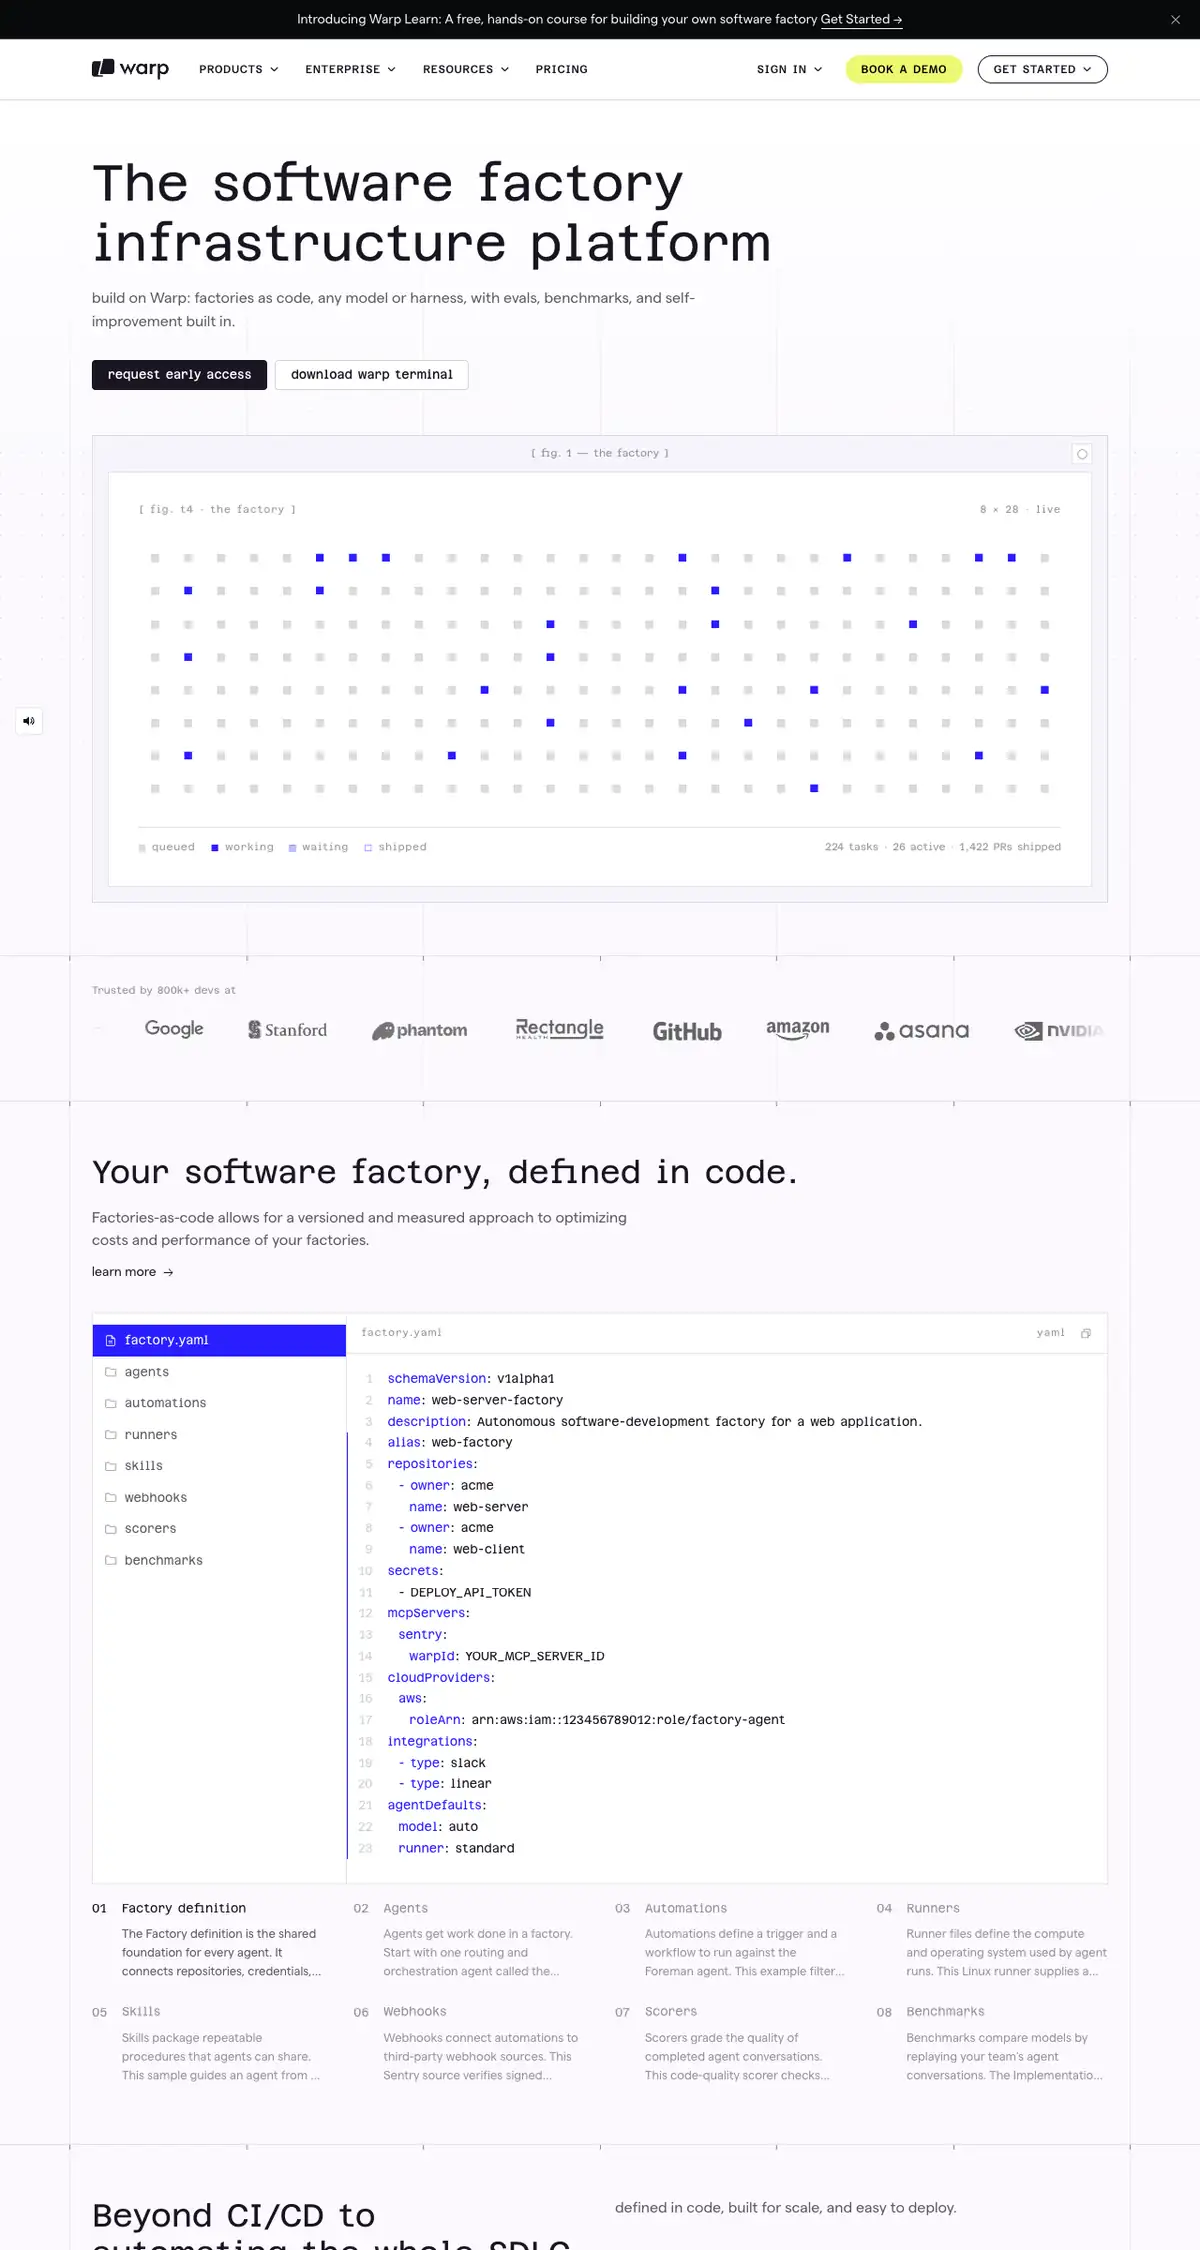 Introducing Warp Learn: A free, hands-on course for building your own software factory Get Started →
warp PRODUCTS ENTERPRISE RESOURCES PRICING SIGN IN BOOK A DEMO GET STARTED
The software factory
infrastructure platform
build on Warp: factories as code, any model or harness, with evals, benchmarks, and self-
improvement built in.
request early access download warp terminal
[ fig. 1 — the factory ]
[ fig. t4 · the factory ] 8 × 28 · live
queued working waiting shipped 224 tasks · 26 active · 1,422 PRs shipped
Trusted by 800k+ devs at
Google Stanford phantom Rectangle HEALTH GitHub amazon asana NVIDIA
Your software factory, defined in code.
Factories-as-code allows for a versioned and measured approach to optimizing
costs and performance of your factories.
learn more →
factory.yaml
agents
automations
runners
skills
webhooks
scorers
benchmarks
factory.yaml yaml
1 schemaVersion: v1alpha1
2 name: web-server-factory
3 description: Autonomous software-development factory for a web application.
4 alias: web-factory
5 repositories:
6 - owner: acme
7 name: web-server
8 - owner: acme
9 name: web-client
10 secrets:
11 - DEPLOY_API_TOKEN
12 mcpServers:
13 sentry:
14 warpId: YOUR_MCP_SERVER_ID
15 cloudProviders:
16 aws:
17 roleArn: arn:aws:iam::123456789012:role/factory-agent
18 integrations:
19 - type: slack
20 - type: linear
21 agentDefaults:
22 model: auto
23 runner: standard
01 Factory definition
The Factory definition is the shared
foundation for every agent. It
connects repositories, credentials,...
02 Agents
Agents get work done in a factory.
Start with one routing and
orchestration agent called the...
03 Automations
Automations define a trigger and a
workflow to run against the
Foreman agent. This example filter...
04 Runners
Runner files define the compute
and operating system used by agent
runs. This Linux runner supplies a...
05 Skills
Skills package repeatable
procedures that agents can share.
This sample guides an agent from ...
06 Webhooks
Webhooks connect automations to
third-party webhook sources. This
Sentry source verifies signed...
07 Scorers
Scorers grade the quality of
completed agent conversations.
This code-quality scorer checks...
08 Benchmarks
Benchmarks compare models by
replaying your team's agent
conversations. The Implementatio...
Beyond CI/CD to
automating the whole SDLC
defined in code, built for scale, and easy to deploy.